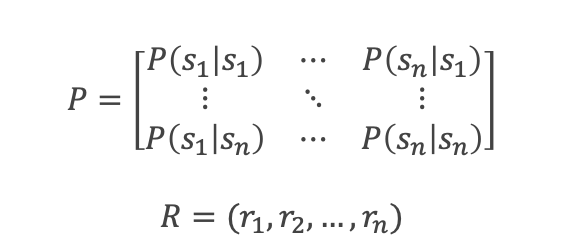 P(s₁|s₁) ⋯ P(sₙ|s₁)
P = ⋮ ⋱ ⋮
P(s₁|sₙ) ⋯ P(sₙ|sₙ)
R = (r₁, r₂, …, rₙ)